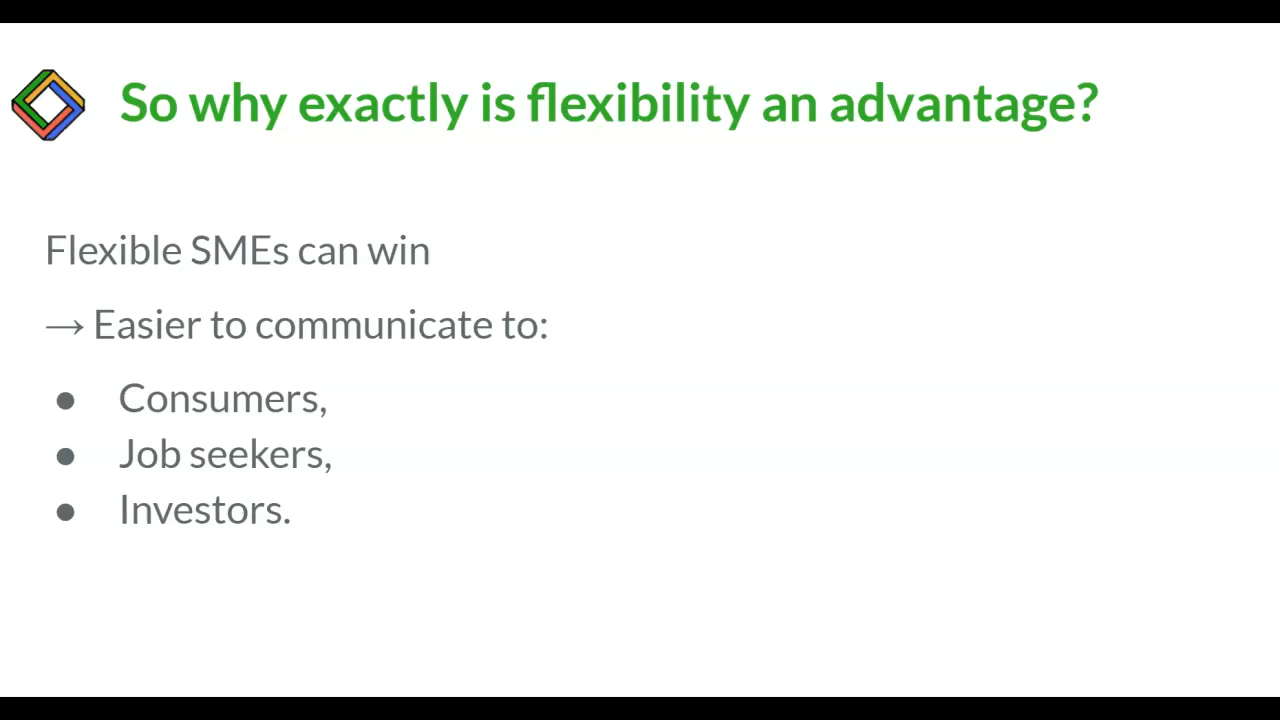 So why exactly is flexibility an advantage?
Flexible SMEs can win
→ Easier to communicate to:
● Consumers,
● Job seekers,
● Investors.